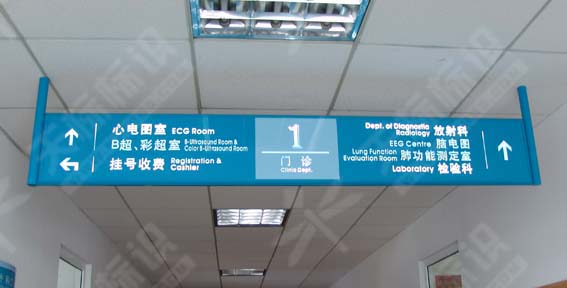 心电图室 ECG Room
B超、彩超室 B-Ultrasound Room & Color B-Ultrasound Room
挂号收费 Registration & Cashier
1
门诊
Clinic Dept.
Dept. of Diagnostic Radiology 放射科
EEG Centre 脑电图
Lung Function Evaluation Room 肺功能测定室
Laboratory 检验科